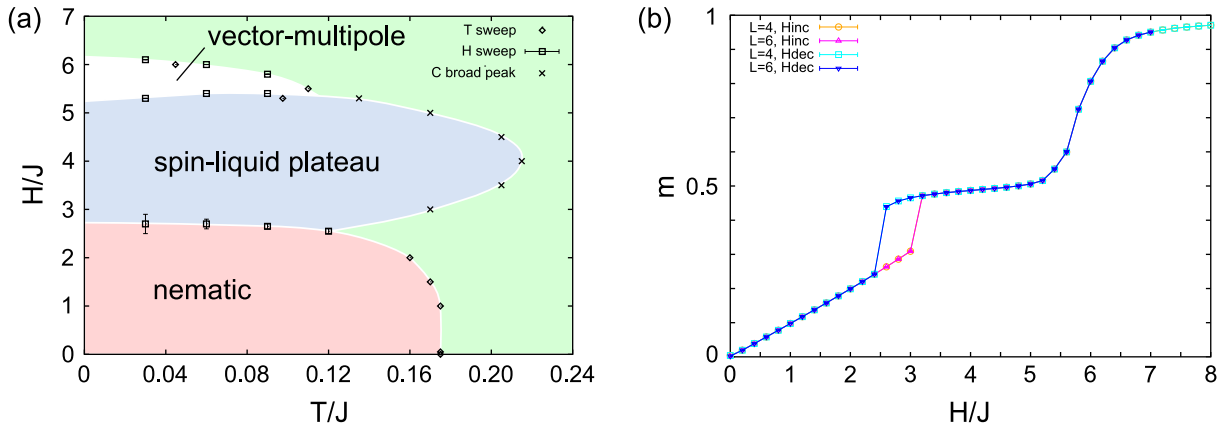 (a)
7
6
5
4
3
2
1
0
H/J
0
0.04
0.08
0.12
0.16
0.20
0.24
T/J
vector-multipole
spin-liquid plateau
nematic
T sweep
H sweep
C broad peak
(b)
1
0.5
0
m
0
1
2
3
4
5
6
7
8
H/J
L=4, Hinc
L=6, Hinc
L=4, Hdec
L=6, Hdec